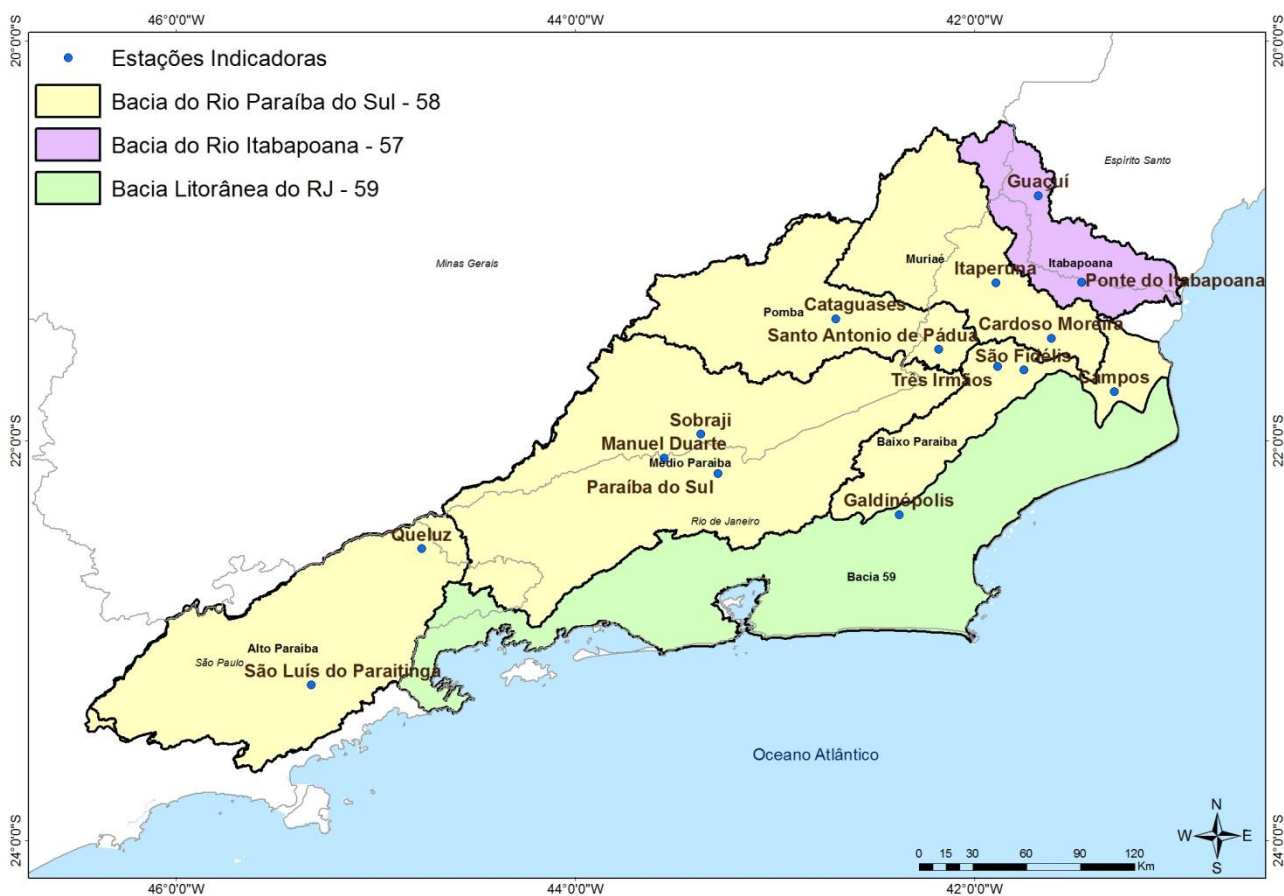 46°0'0"W
44°0'0"W
42°0'0"W
20°0'0"S
20°0'0"S
Estações Indicadoras
Bacia do Rio Paraíba do Sul - 58
Bacia do Rio Itabapoana - 57
Bacia Litorânea do RJ - 59
Espírito Santo
Guaçuí
Minas Gerais
Muriaé
Itabapoana
Itaperuna
Ponte do Itabapoana
Cataguases
Pomba
Cardoso Moreira
Santo Antonio de Pádua
São Fidélis
Três Irmãos
Campos
Sobraji
22°0'0"S
22°0'0"S
Manuel Duarte
Baixo Paraiba
Médio Paraiba
Paraíba do Sul
Galdinópolis
Rio de Janeiro
Queluz
Bacia 59
Alto Paraiba
São Paulo
São Luís do Paraitinga
Oceano Atlântico
N
W
E
S
24°0'0"S
24°0'0"S
0 15 30 60 90 120
Km
46°0'0"W
44°0'0"W
42°0'0"W